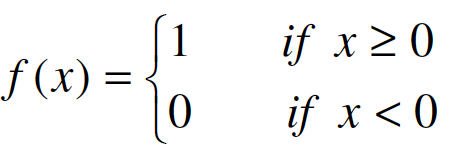 f(x) = { 1 if x ≥ 0
0 if x < 0